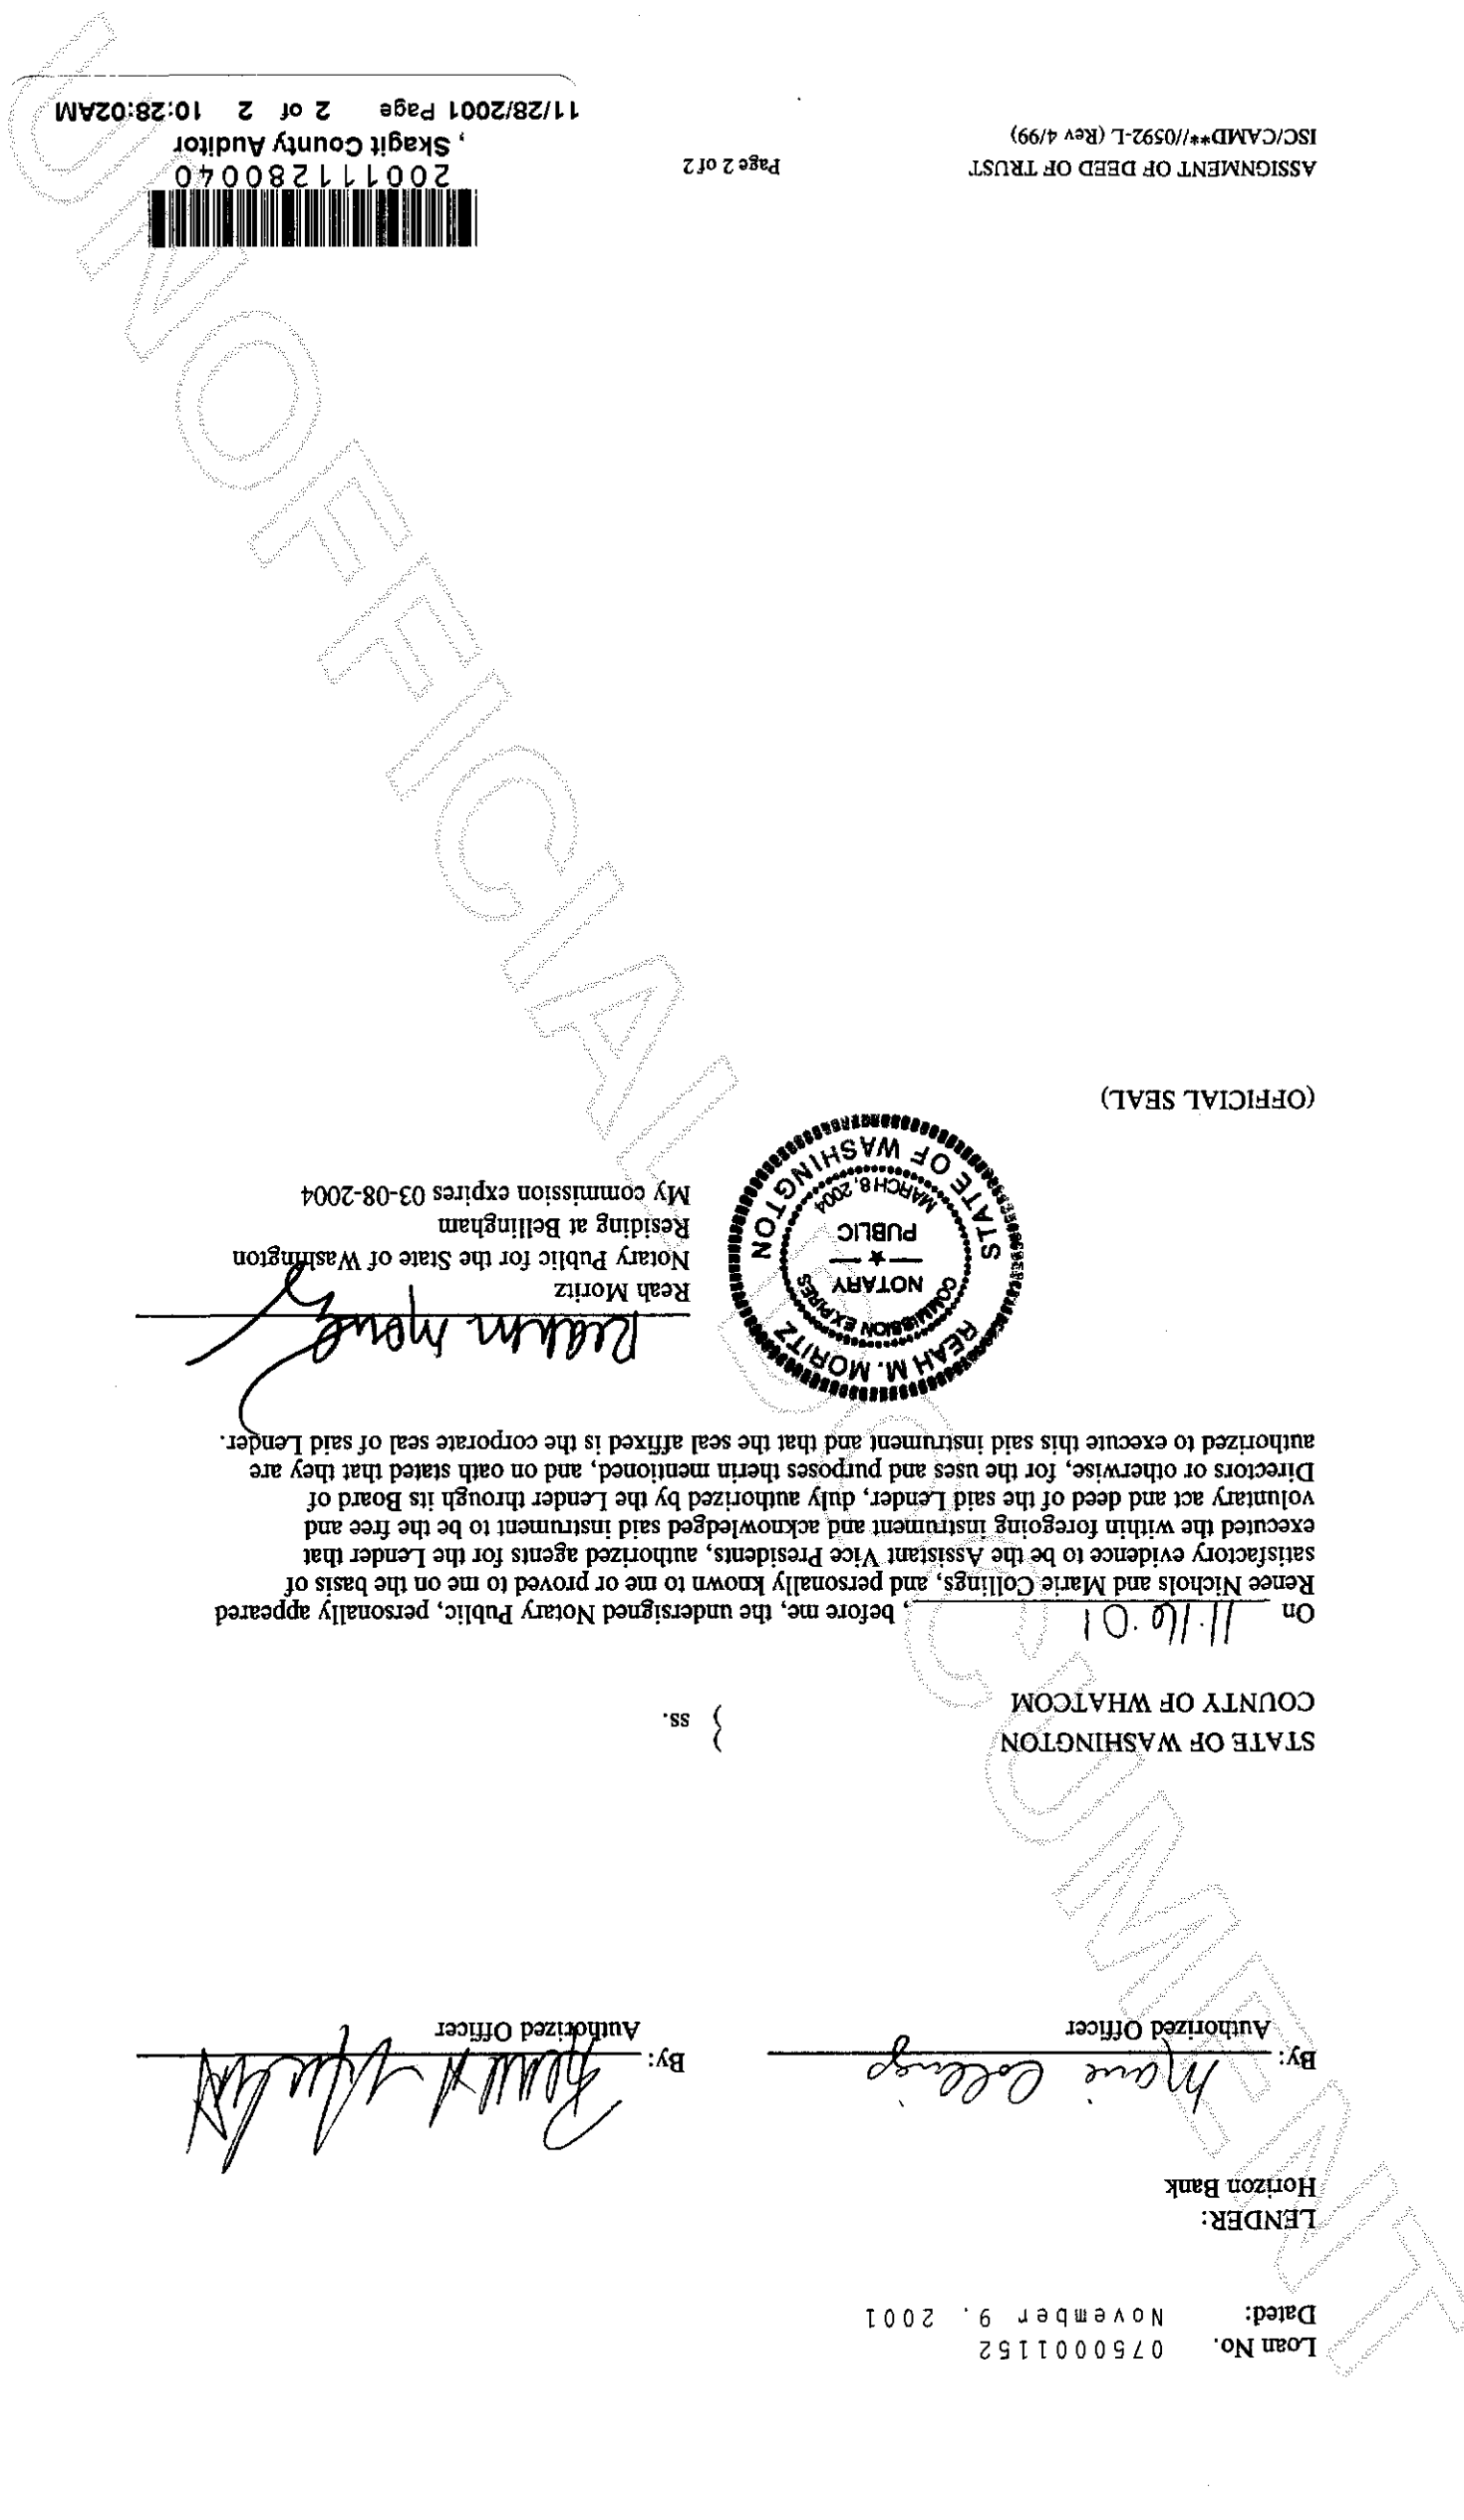 Loan No. 0750001152
Dated: November 9, 2001
LENDER:
Horizon Bank
By: Marie Collings
Authorized Officer
By:
Authorized Officer
STATE OF WASHINGTON
COUNTY OF WHATCOM
} ss.
On 11.16.01, before me, the undersigned Notary Public, personally appeared
Renee Nichols and Marie Collings, and personally known to me or proved to me on the basis of
satisfactory evidence to be the Assistant Vice Presidents, authorized agents for the Lender that
executed the within foregoing instrument and acknowledged said instrument to be the free and
voluntary act and deed of the said Lender, duly authorized by the Lender through its Board of
Directors or otherwise, for the uses and purposes therin mentioned, and on oath stated that they are
authorized to execute this said instrument and that the seal affixed is the corporate seal of said Lender.
REAH M. MORITZ
COMMISSION EXPIRES
NOTARY
PUBLIC
MARCH 8, 2004
STATE OF WASHINGTON
Reah Moritz
Notary Public for the State of Washington
Residing at Bellingham
My commission expires 03-08-2004
(OFFICIAL SEAL)
ASSIGNMENT OF DEED OF TRUST
ISC/CAMD**//0592-L (Rev 4/99)
Page 2 of 2
200111280040
, Skagit County Auditor
11/28/2001 Page 2 of 2 10:28:02AM
UNOFFICIAL DOCUMENT